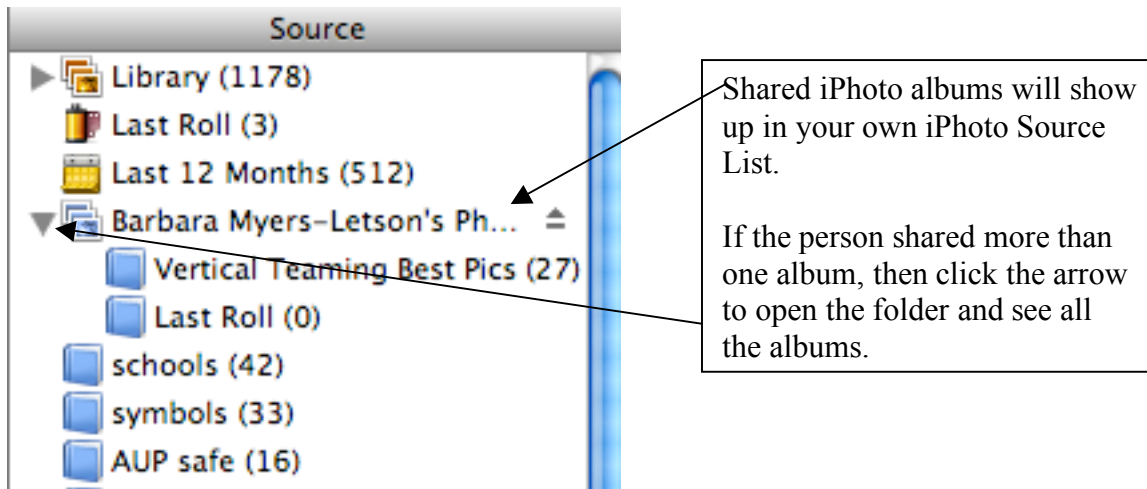 Source
Library (1178)
Last Roll (3)
Last 12 Months (512)
Barbara Myers-Letson's Ph...
Vertical Teaming Best Pics (27)
Last Roll (0)
schools (42)
symbols (33)
AUP safe (16)
Shared iPhoto albums will show
up in your own iPhoto Source
List.
If the person shared more than
one album, then click the arrow
to open the folder and see all
the albums.